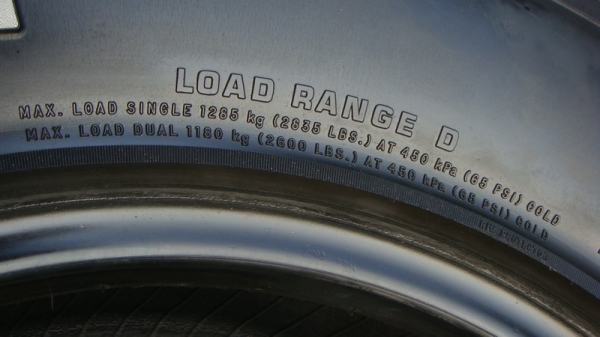 LOAD RANGE D
MAX. LOAD SINGLE 1285 kg (2835 LBS.) AT 450 kPa (65 PSI) COLD
MAX. LOAD DUAL 1180 kg (2600 LBS.) AT 450 kPa (65 PSI) COLD